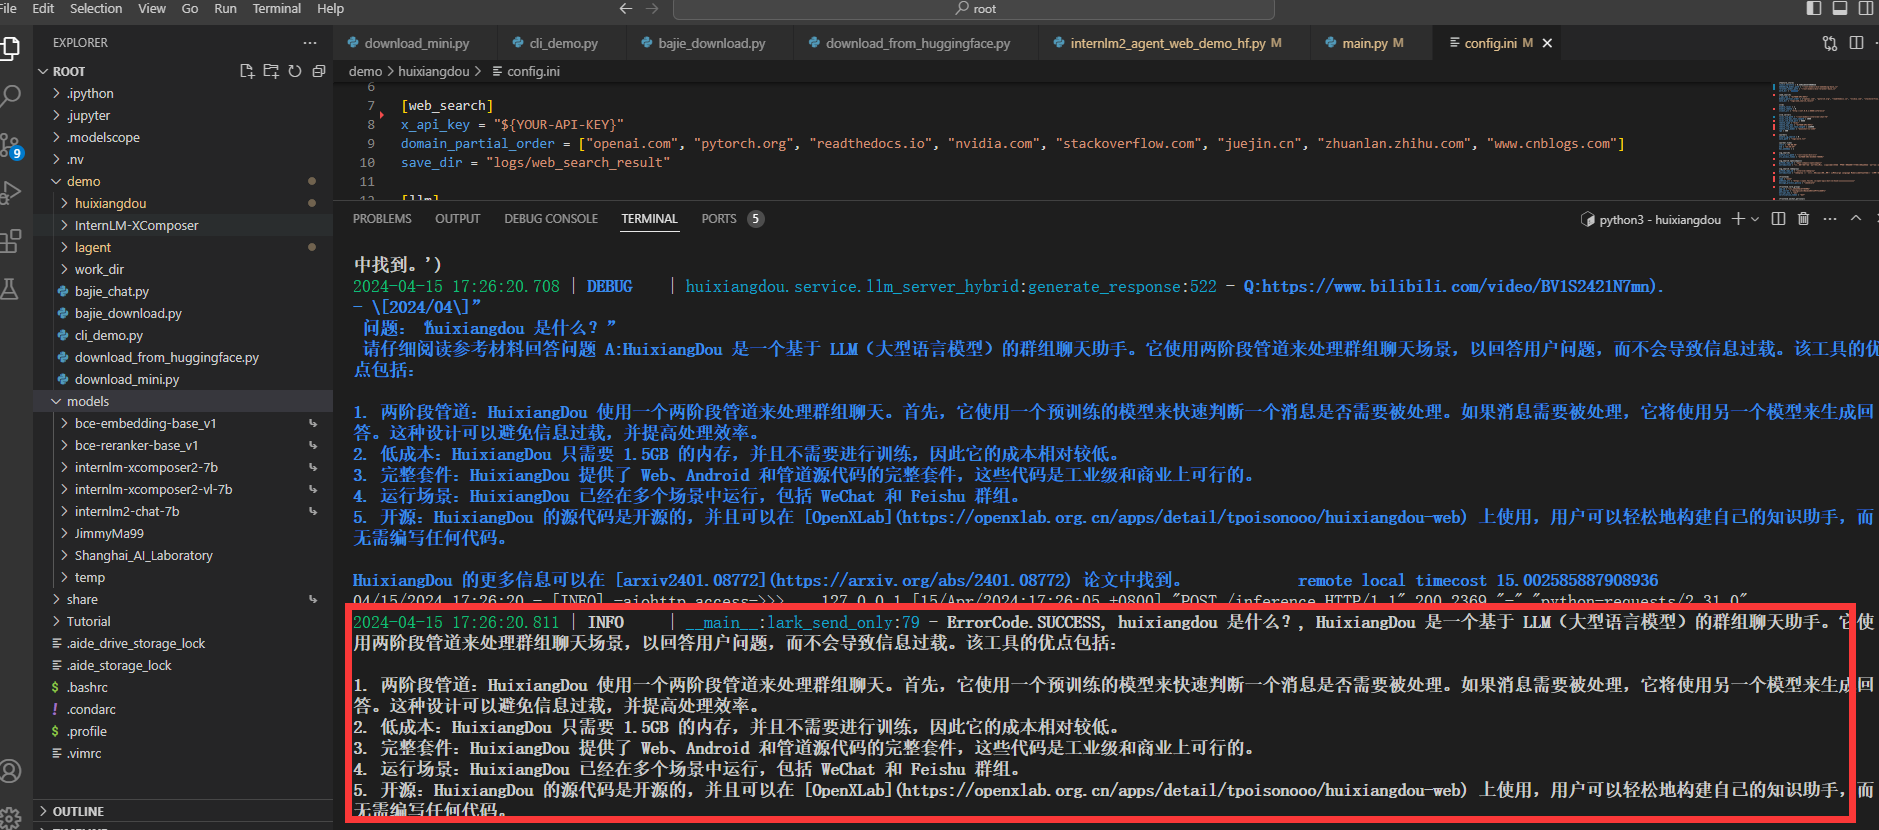 File Edit Selection View Go Run Terminal Help
root
EXPLORER
ROOT
.ipython
.jupyter
.modelscope
.nv
demo
huixiangdou
InternLM-XComposer
lagent
work_dir
bajie_chat.py
bajie_download.py
cli_demo.py
download_from_huggingface.py
download_mini.py
models
bce-embedding-base_v1
bce-reranker-base_v1
internlm-xcomposer2-7b
internlm-xcomposer2-vl-7b
internlm2-chat-7b
JimmyMa99
Shanghai_AI_Laboratory
temp
share
Tutorial
.aide_drive_storage_lock
.aide_storage_lock
.bashrc
.condarc
.profile
.vimrc
OUTLINE
9
download_mini.py cli_demo.py bajie_download.py download_from_huggingface.py internlm2_agent_web_demo_hf.py M main.py M config.ini M
demo > huixiangdou > config.ini
6
7 [web_search]
8 x_api_key = "${YOUR-API-KEY}"
9 domain_partial_order = ["openai.com", "pytorch.org", "readthedocs.io", "nvidia.com", "stackoverflow.com", "juejin.cn", "zhuanlan.zhihu.com", "www.cnblogs.com"]
10 save_dir = "logs/web_search_result"
11
12 [llm]
PROBLEMS OUTPUT DEBUG CONSOLE TERMINAL PORTS 5
python3 - huixiangdou
中找到。')
2024-04-15 17:26:20.708 | DEBUG | huixiangdou.service.llm_server_hybrid:generate_response:522 - Q:https://www.bilibili.com/video/BV1S2421N7mn).
- \[2024/04\]”
问题：“huixiangdou 是什么？”
请仔细阅读参考材料回答问题 A:HuixiangDou 是一个基于 LLM（大型语言模型）的群组聊天助手。它使用两阶段管道来处理群组聊天场景，以回答用户问题，而不会导致信息过载。该工具的优
点包括：
1. 两阶段管道：HuixiangDou 使用一个两阶段管道来处理群组聊天。首先，它使用一个预训练的模型来快速判断一个消息是否需要被处理。如果消息需要被处理，它将使用另一个模型来生成回
答。这种设计可以避免信息过载，并提高处理效率。
2. 低成本：HuixiangDou 只需要 1.5GB 的内存，并且不需要进行训练，因此它的成本相对较低。
3. 完整套件：HuixiangDou 提供了 Web、Android 和管道源代码的完整套件，这些代码是工业级和商业上可行的。
4. 运行场景：HuixiangDou 已经在多个场景中运行，包括 WeChat 和 Feishu 群组。
5. 开源：HuixiangDou 的源代码是开源的，并且可以在 [OpenXLab](https://openxlab.org.cn/apps/detail/tpoisonooo/huixiangdou-web) 上使用，用户可以轻松地构建自己的知识助手，而
无需编写任何代码。
HuixiangDou 的更多信息可以在 [arxiv2401.08772](https://arxiv.org/abs/2401.08772) 论文中找到。 remote local timecost 15.002585887908936
04/15/2024 17:26:20 - [INFO] -aiohttp.access->>> 127.0.0.1 [15/Apr/2024:17:26:05 +0800] "POST /inference HTTP/1.1" 200 2369 "-" "python-requests/2.31.0"
2024-04-15 17:26:20.811 | INFO | __main__:lark_send_only:79 - ErrorCode.SUCCESS, huixiangdou 是什么？, HuixiangDou 是一个基于 LLM（大型语言模型）的群组聊天助手。它使
用两阶段管道来处理群组聊天场景，以回答用户问题，而不会导致信息过载。该工具的优点包括：
1. 两阶段管道：HuixiangDou 使用一个两阶段管道来处理群组聊天。首先，它使用一个预训练的模型来快速判断一个消息是否需要被处理。如果消息需要被处理，它将使用另一个模型来生成回
答。这种设计可以避免信息过载，并提高处理效率。
2. 低成本：HuixiangDou 只需要 1.5GB 的内存，并且不需要进行训练，因此它的成本相对较低。
3. 完整套件：HuixiangDou 提供了 Web、Android 和管道源代码的完整套件，这些代码是工业级和商业上可行的。
4. 运行场景：HuixiangDou 已经在多个场景中运行，包括 WeChat 和 Feishu 群组。
5. 开源：HuixiangDou 的源代码是开源的，并且可以在 [OpenXLab](https://openxlab.org.cn/apps/detail/tpoisonooo/huixiangdou-web) 上使用，用户可以轻松地构建自己的知识助手，而
无需编写任何代码。